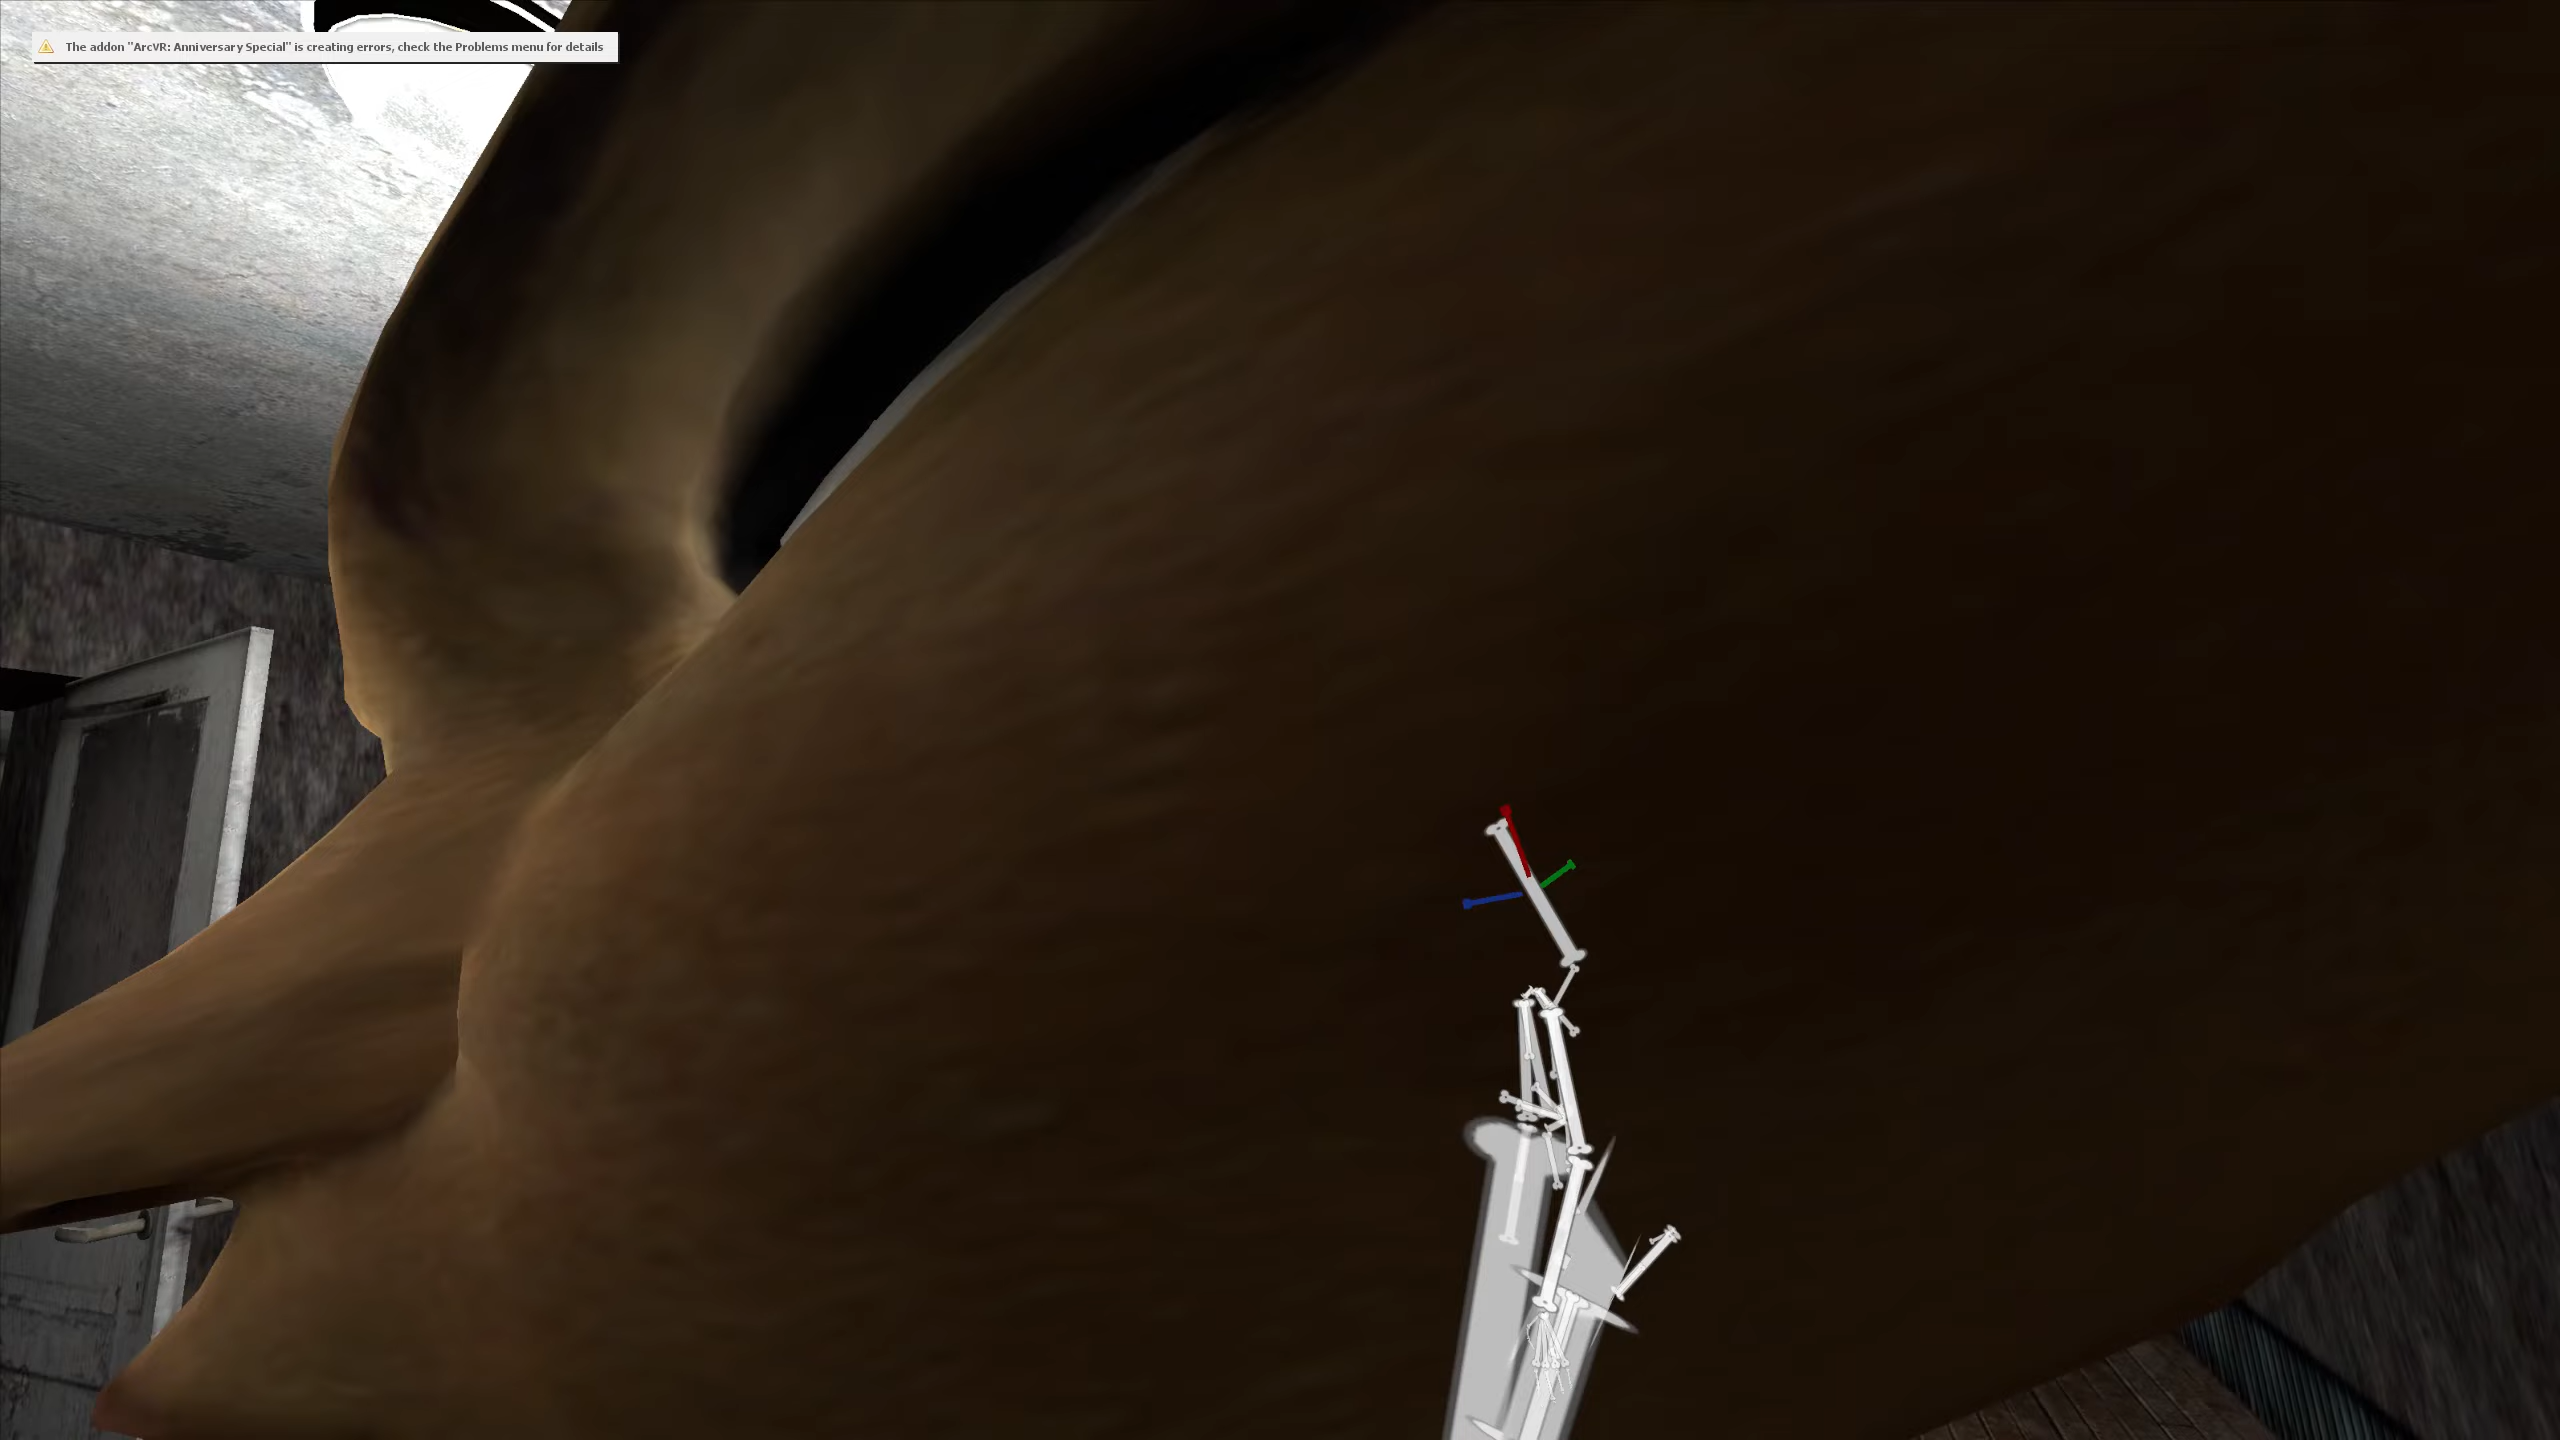 The addon "ArcVR: Anniversary Special" is creating errors, check the Problems menu for details